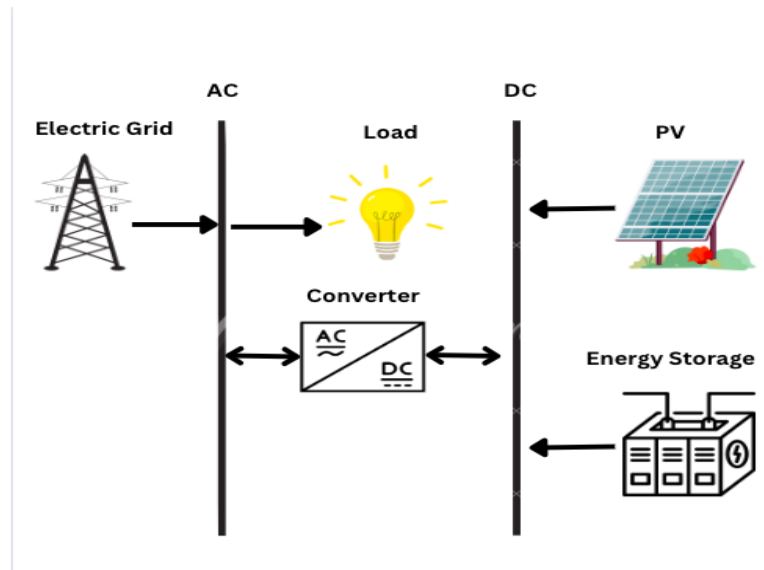 AC
DC
Electric Grid
Load
PV
Converter
AC
DC
Energy Storage